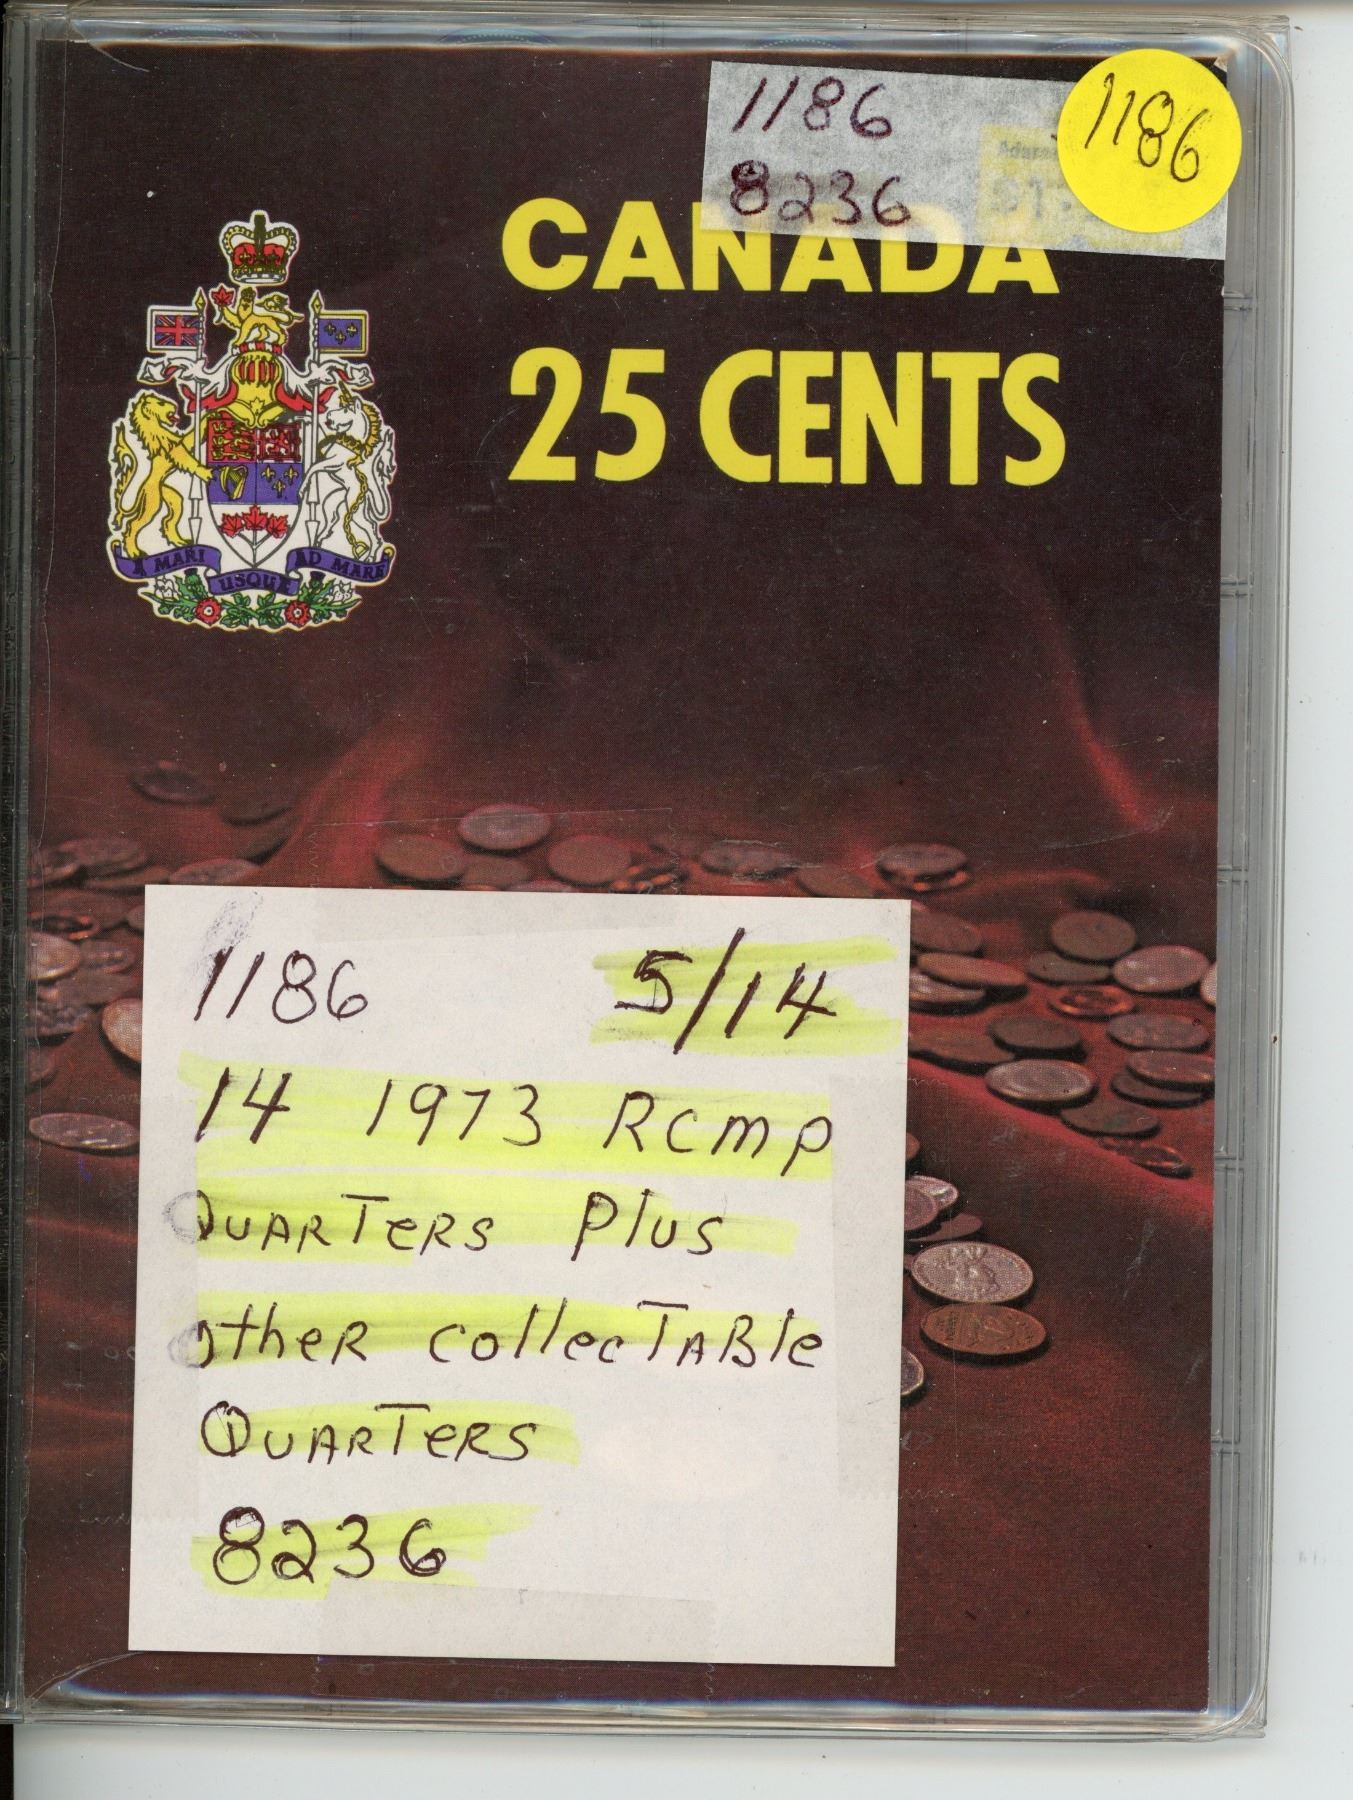 1186
8236
1186
CANADA
25 CENTS
A MARI USQUE AD MARE
1186 5/14
14 1973 Rcmp
QUARTERS Plus
other collecTABle
QUARTERS
8236